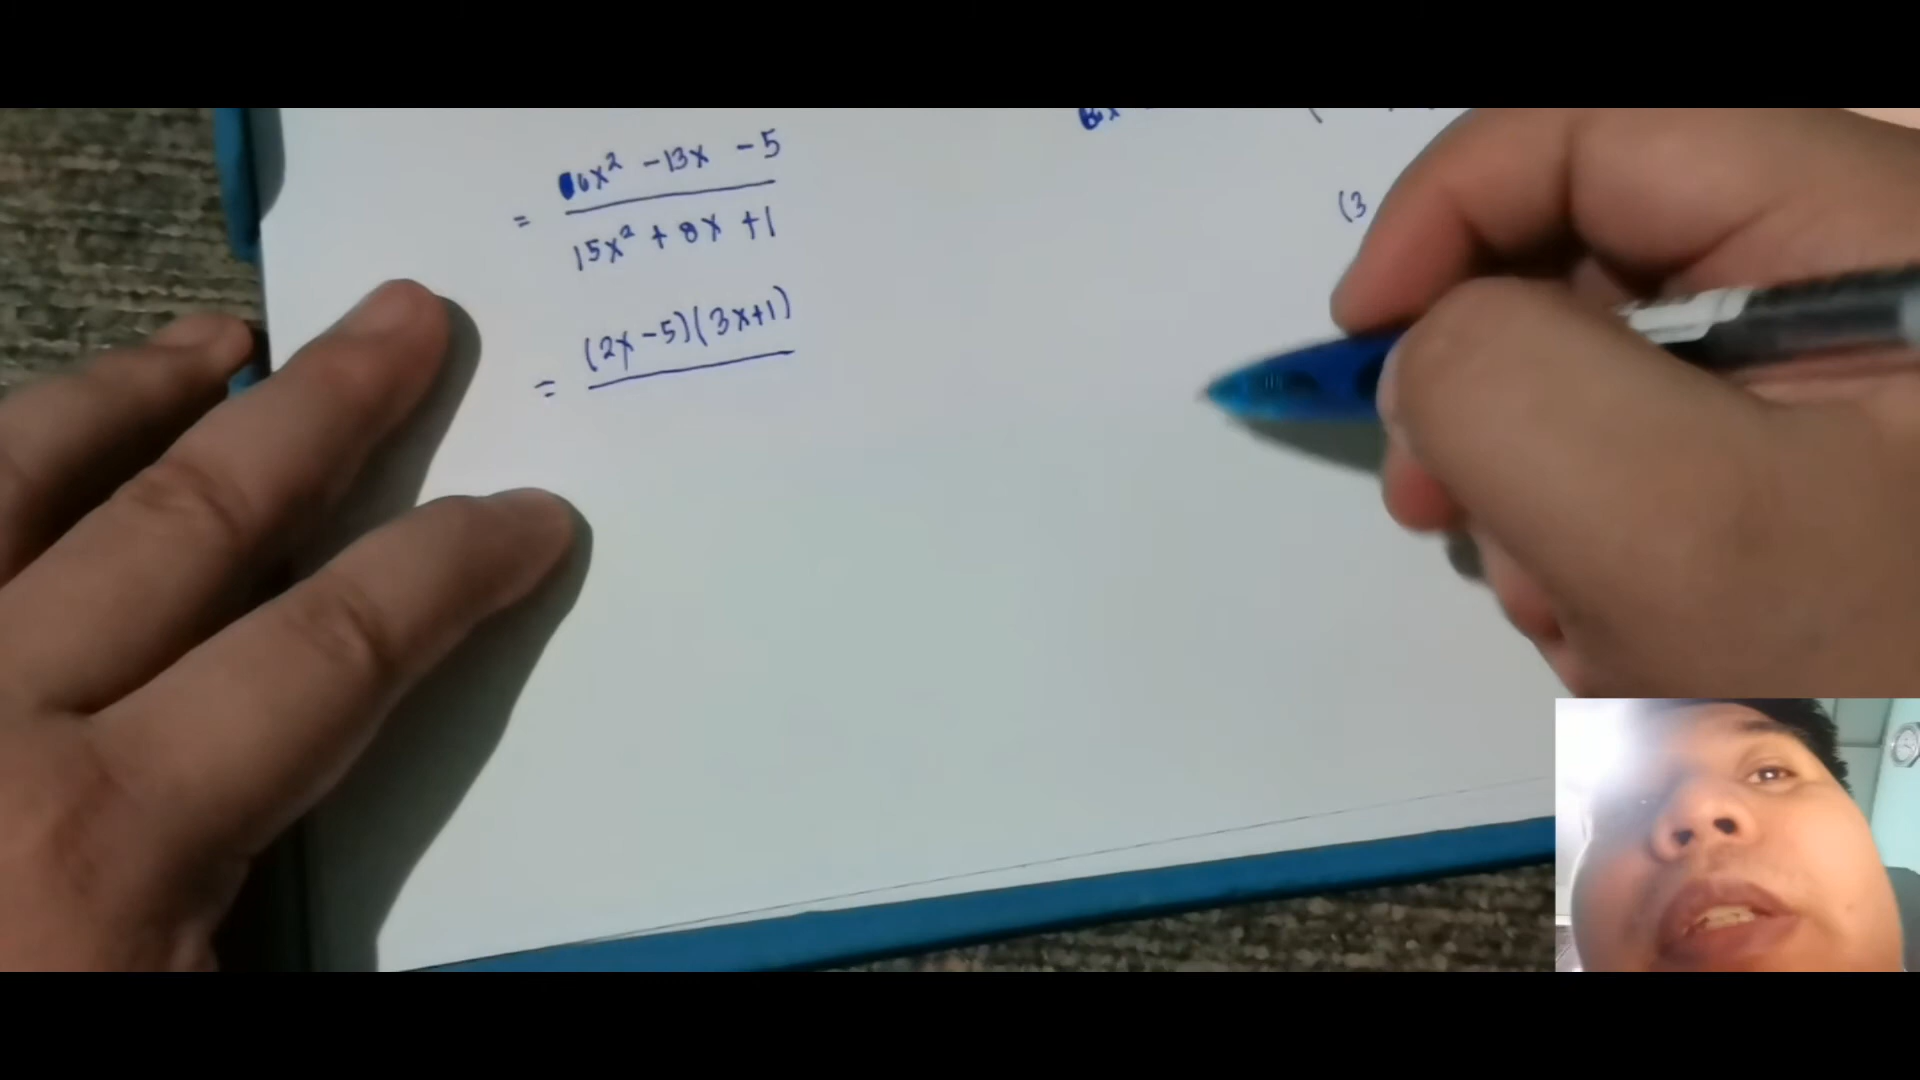 = 6x² -13x -5
15x² + 8x +1
= (2x-5)(3x+1)
(3